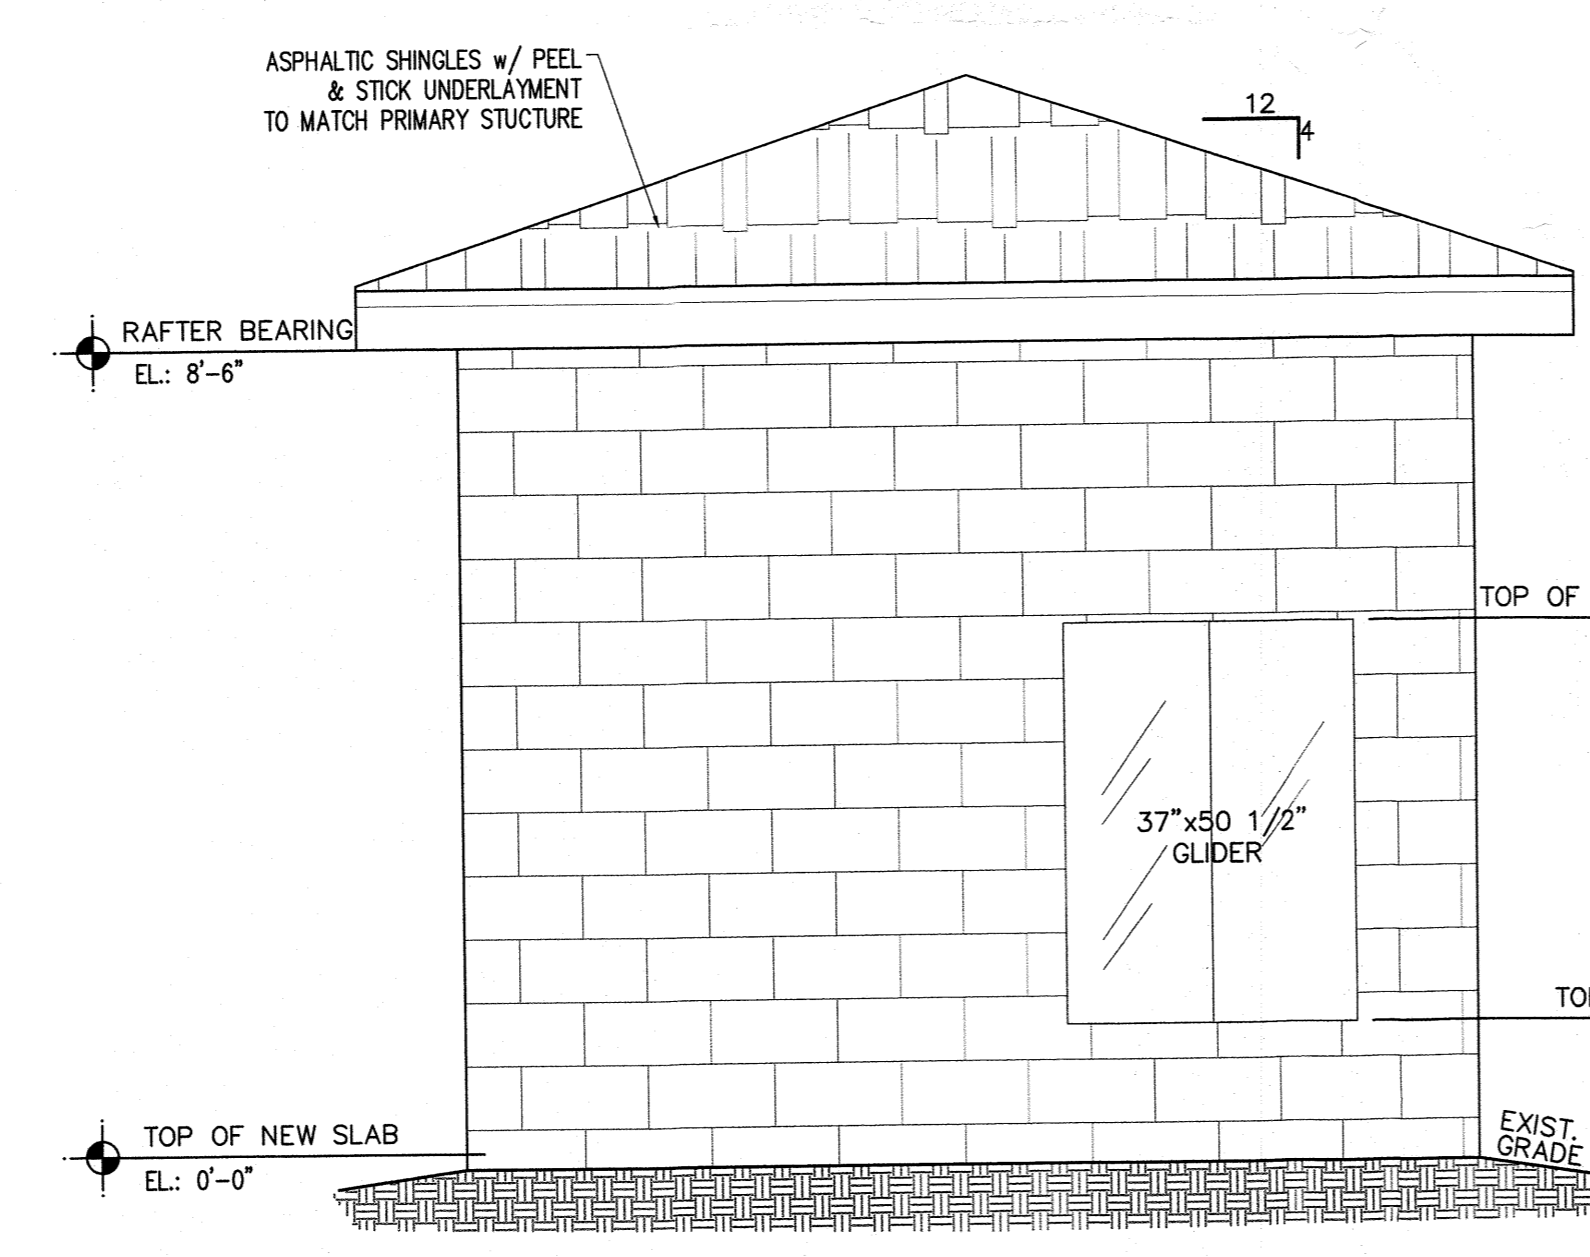 ASPHALTIC SHINGLES w/ PEEL
& STICK UNDERLAYMENT
TO MATCH PRIMARY STUCTURE
12
4
RAFTER BEARING
EL.: 8'-6"
TOP OF
37"x50 1/2"
GLIDER
TOP OF NEW SLAB
EL.: 0'-0"
EXIST.
GRADE